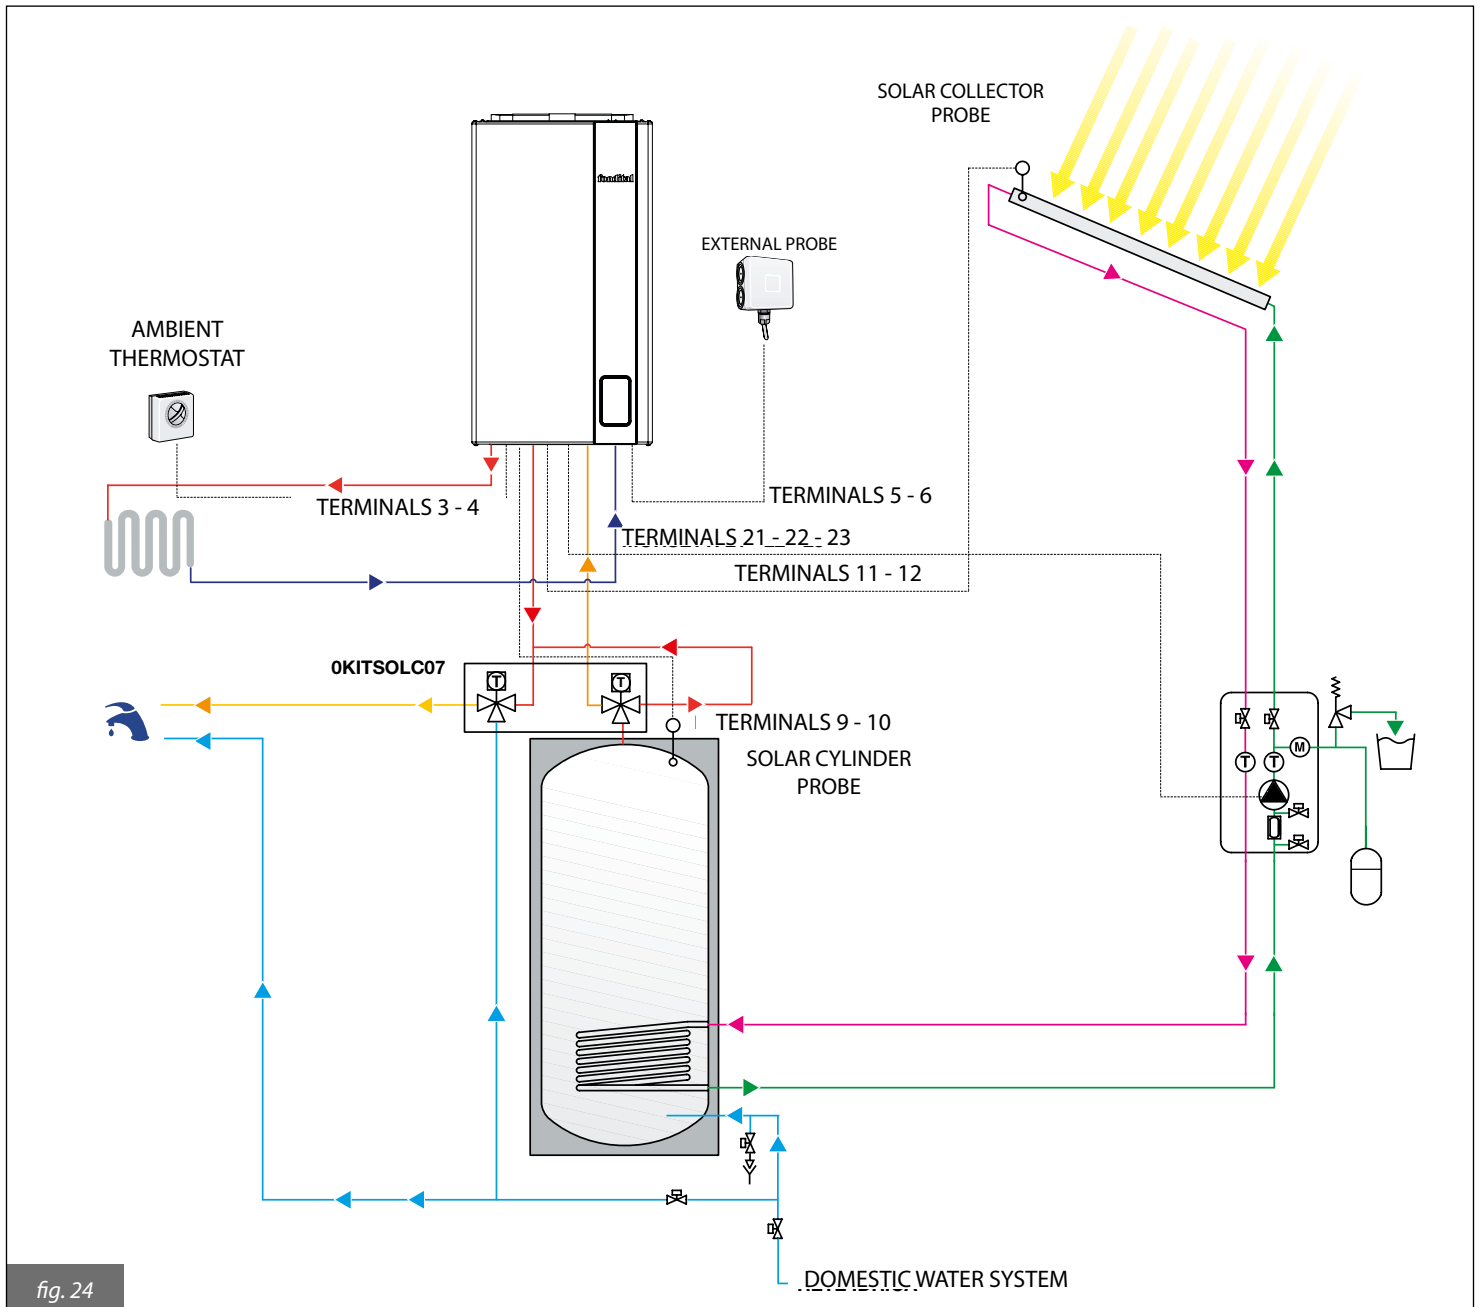 SOLAR COLLECTOR
PROBE
fondital
EXTERNAL PROBE
AMBIENT
THERMOSTAT
TERMINALS 5 - 6
TERMINALS 3 - 4
TERMINALS 21 - 22 - 23
TERMINALS 11 - 12
0KITSOLC07
T
T
TERMINALS 9 - 10
SOLAR CYLINDER
PROBE
M
T
T
DOMESTIC WATER SYSTEM
fig. 24